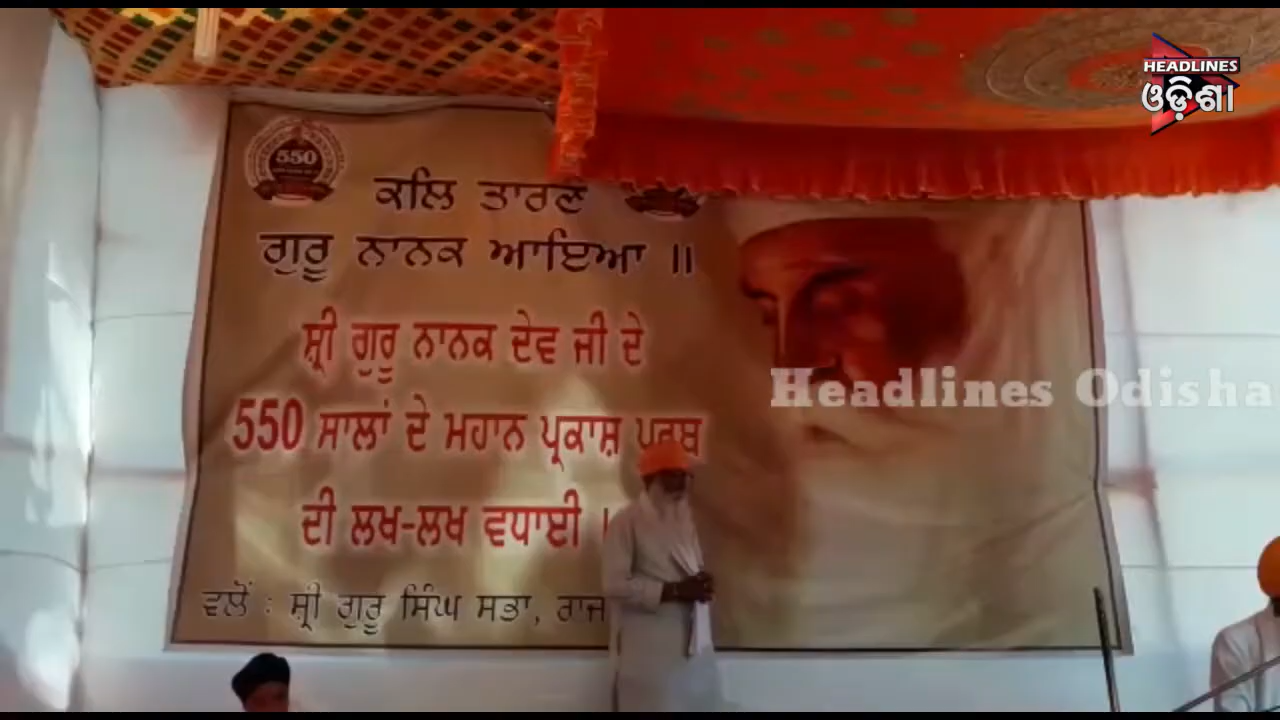 HEADLINES
ଓଡ଼ିଶା
550
ਕਲਿ ਤਾਰਣ
ਗੁਰੂ ਨਾਨਕ ਆਇਆ ॥
ਸ਼੍ਰੀ ਗੁਰੂ ਨਾਨਕ ਦੇਵ ਜੀ ਦੇ
Headlines Odisha
550 ਸਾਲਾਂ ਦੇ ਮਹਾਨ ਪ੍ਰਕਾਸ਼ ਪੁਰਬ
ਦੀ ਲਖ-ਲਖ ਵਧਾਈ ।
ਵਲੋਂ : ਸ਼੍ਰੀ ਗੁਰੂ ਸਿੰਘ ਸਭਾ, ਰਾਜ